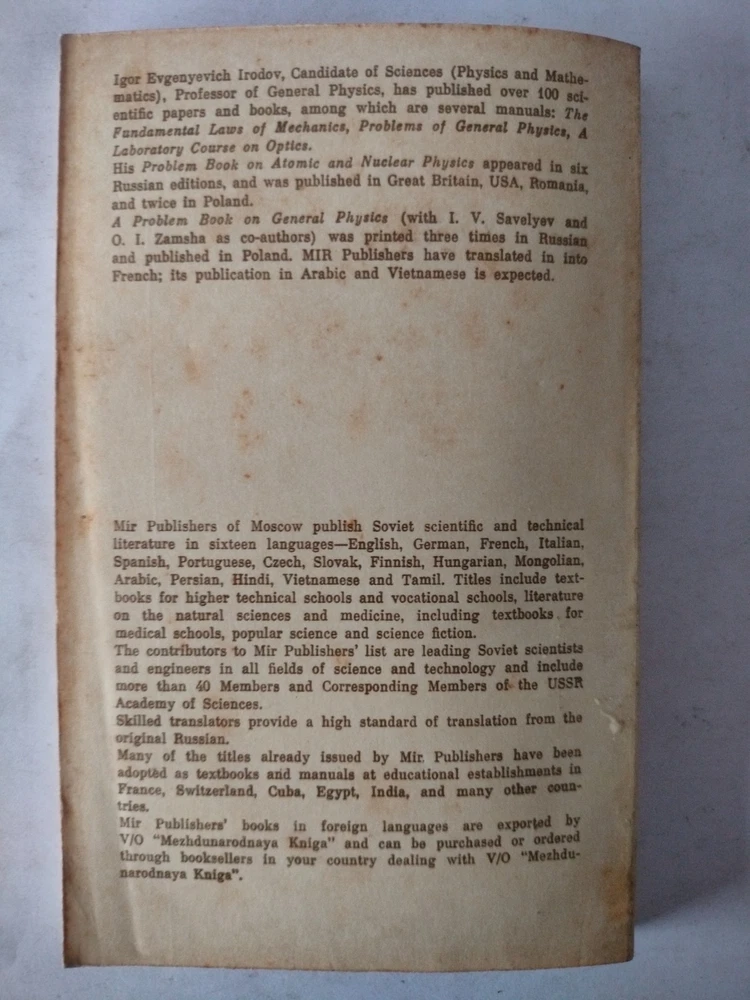 Igor Evgenyevich Irodov, Candidate of Sciences (Physics and Mathe-
matics), Professor of General Physics, has published over 100 sci-
entific papers and books, among which are several manuals: The
Fundamental Laws of Mechanics, Problems of General Physics, A
Laboratory Course on Optics.
His Problem Book on Atomic and Nuclear Physics appeared in six
Russian editions, and was published in Great Britain, USA, Romania,
and twice in Poland.
A Problem Book on General Physics (with I. V. Savelyev and
O. I. Zamsha as co-authors) was printed three times in Russian
and published in Poland. MIR Publishers have translated in into
French; its publication in Arabic and Vietnamese is expected.
Mir Publishers of Moscow publish Soviet scientific and technical
literature in sixteen languages—English, German, French, Italian,
Spanish, Portuguese, Czech, Slovak, Finnish, Hungarian, Mongolian,
Arabic, Persian, Hindi, Vietnamese and Tamil. Titles include text-
books for higher technical schools and vocational schools, literature
on the natural sciences and medicine, including textbooks for
medical schools, popular science and science fiction.
The contributors to Mir Publishers' list are leading Soviet scientists
and engineers in all fields of science and technology and include
more than 40 Members and Corresponding Members of the USSR
Academy of Sciences.
Skilled translators provide a high standard of translation from the
original Russian.
Many of the titles already issued by Mir Publishers have been
adopted as textbooks and manuals at educational establishments in
France, Switzerland, Cuba, Egypt, India, and many other coun-
tries.
Mir Publishers' books in foreign languages are exported by
V/O "Mezhdunarodnaya Kniga" and can be purchased or ordered
through booksellers in your country dealing with V/O "Mezhdu-
narodnaya Kniga".